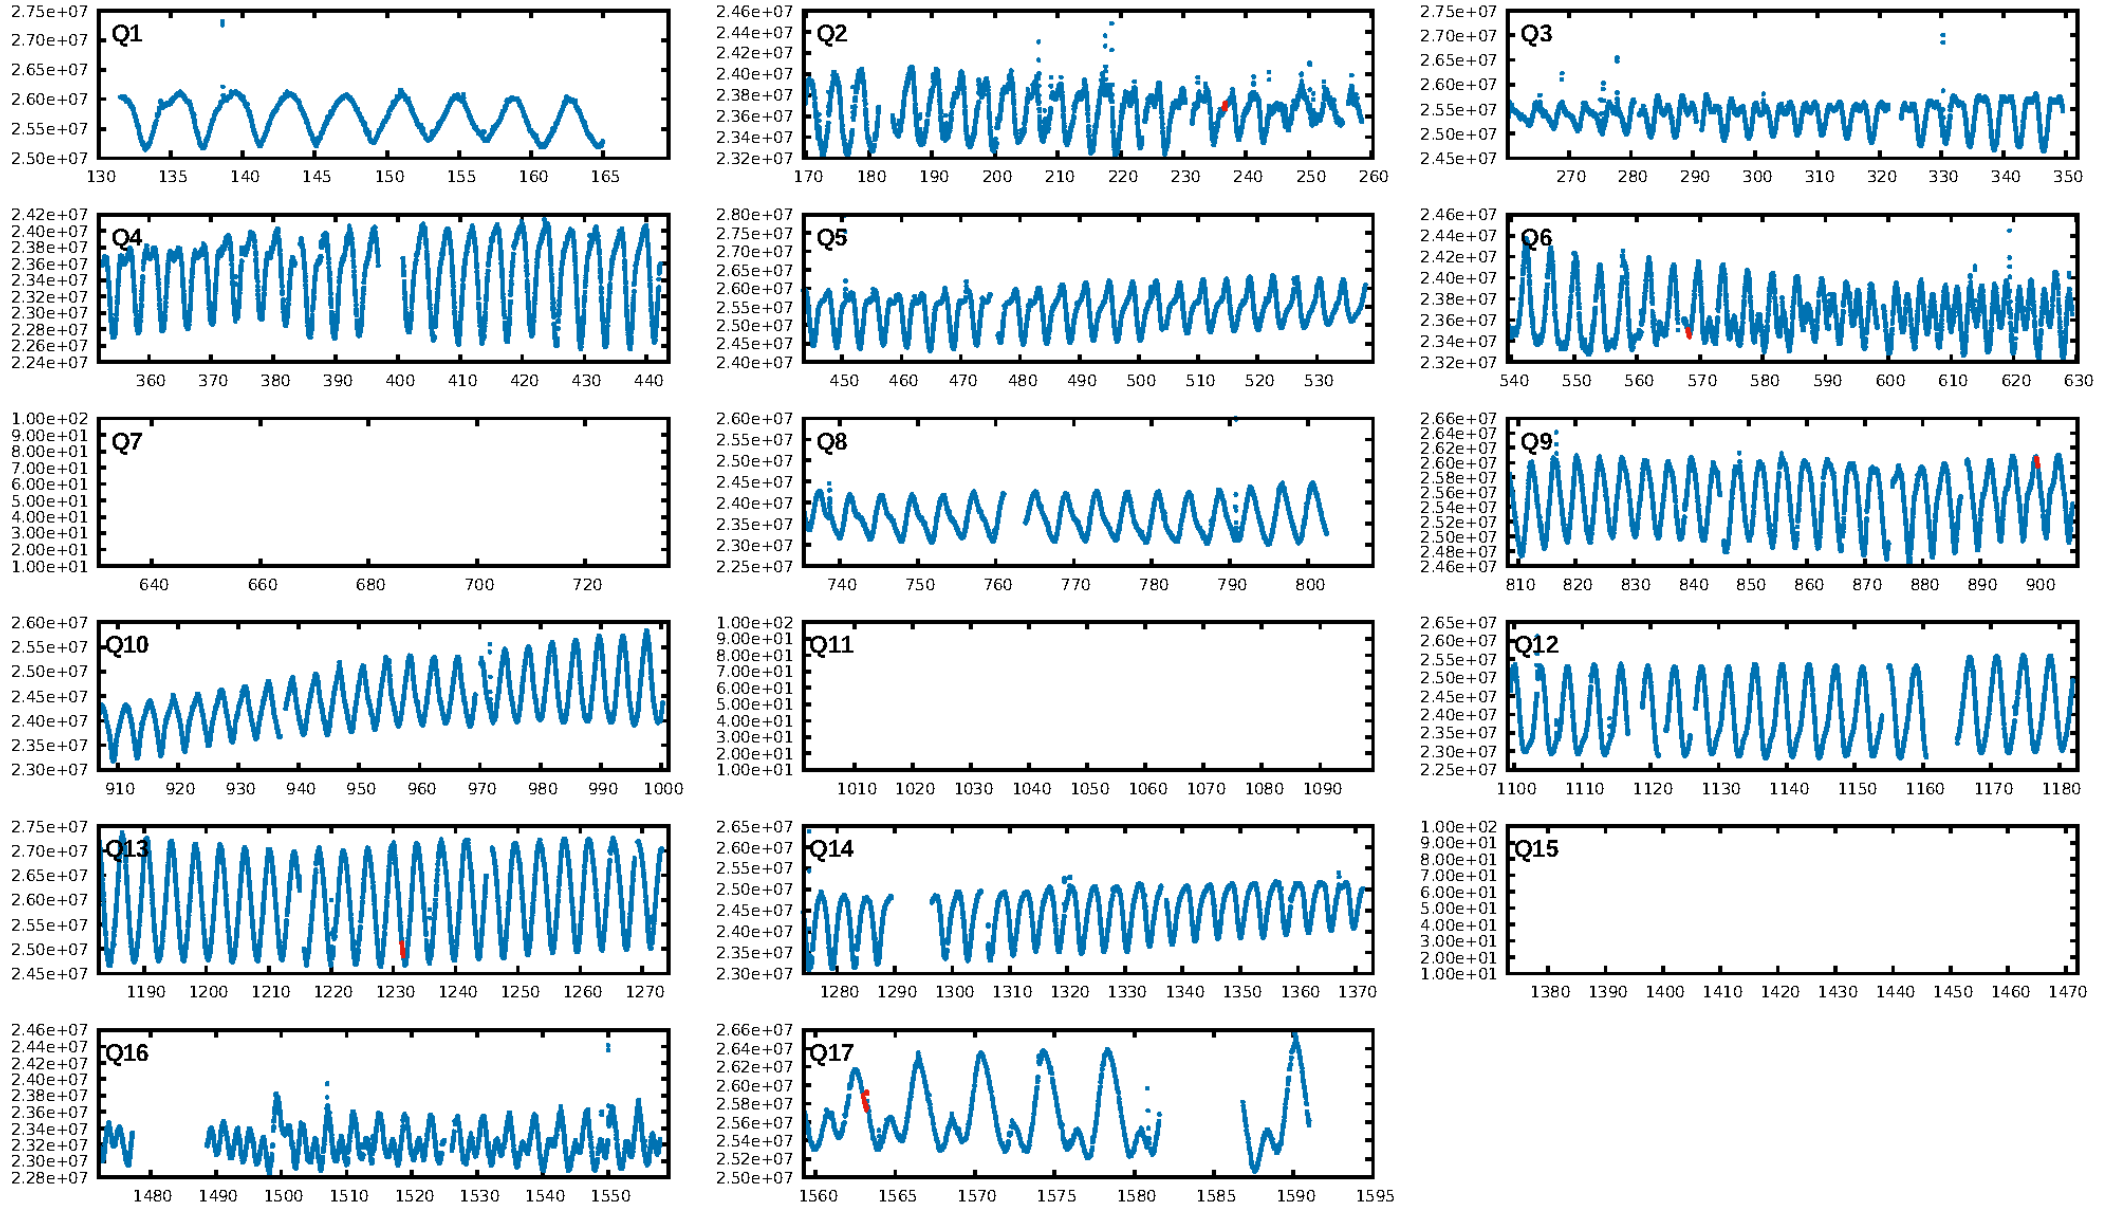 2.75e+07
Q1
2.70e+07
2.65e+07
2.60e+07
2.55e+07
2.50e+07
130 135 140 145 150 155 160 165
2.46e+07
2.44e+07
Q2
2.42e+07
2.40e+07
2.38e+07
2.36e+07
2.34e+07
2.32e+07
170 180 190 200 210 220 230 240 250 260
2.75e+07
Q3
2.70e+07
2.65e+07
2.60e+07
2.55e+07
2.50e+07
2.45e+07
270 280 290 300 310 320 330 340 350
2.42e+07
2.40e+07
Q4
2.38e+07
2.36e+07
2.34e+07
2.32e+07
2.30e+07
2.28e+07
2.26e+07
2.24e+07
360 370 380 390 400 410 420 430 440
2.80e+07
2.75e+07
Q5
2.70e+07
2.65e+07
2.60e+07
2.55e+07
2.50e+07
2.45e+07
2.40e+07
450 460 470 480 490 500 510 520 530
2.46e+07
2.44e+07
Q6
2.42e+07
2.40e+07
2.38e+07
2.36e+07
2.34e+07
2.32e+07
540 550 560 570 580 590 600 610 620 630
1.00e+02
9.00e+01
Q7
8.00e+01
7.00e+01
6.00e+01
5.00e+01
4.00e+01
3.00e+01
2.00e+01
1.00e+01
640 660 680 700 720
2.60e+07
2.55e+07
Q8
2.50e+07
2.45e+07
2.40e+07
2.35e+07
2.30e+07
2.25e+07
740 750 760 770 780 790 800
2.66e+07
2.64e+07
Q9
2.62e+07
2.60e+07
2.58e+07
2.56e+07
2.54e+07
2.52e+07
2.50e+07
2.48e+07
2.46e+07
810 820 830 840 850 860 870 880 890 900
2.60e+07
Q10
2.55e+07
2.50e+07
2.45e+07
2.40e+07
2.35e+07
2.30e+07
910 920 930 940 950 960 970 980 990 1000
1.00e+02
9.00e+01
Q11
8.00e+01
7.00e+01
6.00e+01
5.00e+01
4.00e+01
3.00e+01
2.00e+01
1.00e+01
1010 1020 1030 1040 1050 1060 1070 1080 1090
2.65e+07
2.60e+07
Q12
2.55e+07
2.50e+07
2.45e+07
2.40e+07
2.35e+07
2.30e+07
2.25e+07
1100 1110 1120 1130 1140 1150 1160 1170 1180
2.75e+07
Q13
2.70e+07
2.65e+07
2.60e+07
2.55e+07
2.50e+07
2.45e+07
1190 1200 1210 1220 1230 1240 1250 1260 1270
2.65e+07
2.60e+07
Q14
2.55e+07
2.50e+07
2.45e+07
2.40e+07
2.35e+07
2.30e+07
1280 1290 1300 1310 1320 1330 1340 1350 1360 1370
1.00e+02
9.00e+01
Q15
8.00e+01
7.00e+01
6.00e+01
5.00e+01
4.00e+01
3.00e+01
2.00e+01
1.00e+01
1380 1390 1400 1410 1420 1430 1440 1450 1460 1470
2.46e+07
2.44e+07
Q16
2.42e+07
2.40e+07
2.38e+07
2.36e+07
2.34e+07
2.32e+07
2.30e+07
2.28e+07
1480 1490 1500 1510 1520 1530 1540 1550
2.66e+07
2.64e+07
Q17
2.62e+07
2.60e+07
2.58e+07
2.56e+07
2.54e+07
2.52e+07
2.50e+07
1560 1565 1570 1575 1580 1585 1590 1595